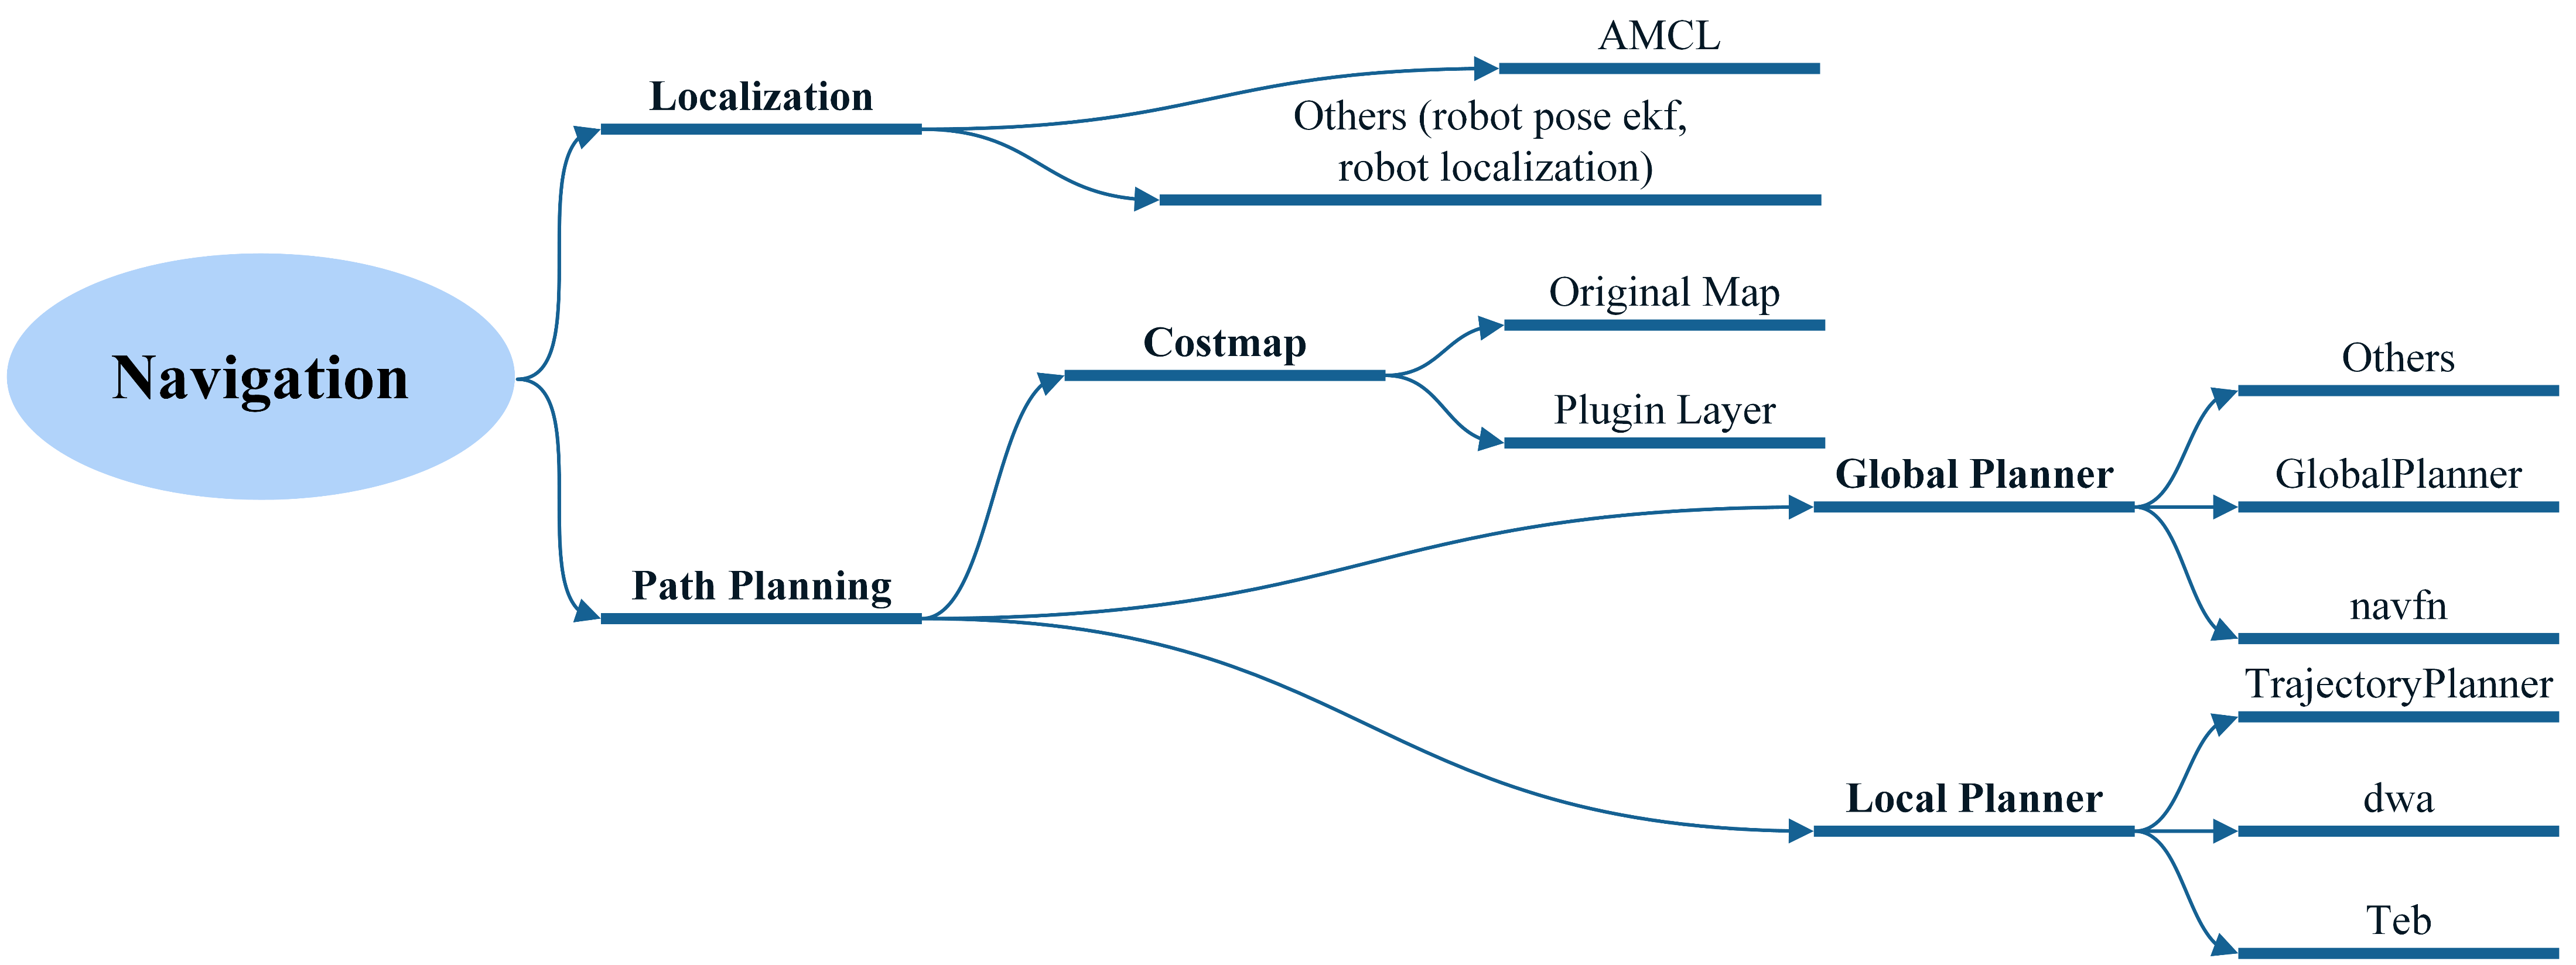 Navigation
Localization
AMCL
Others (robot pose ekf,
robot localization)
Path Planning
Costmap
Original Map
Plugin Layer
Global Planner
Others
GlobalPlanner
navfn
Local Planner
TrajectoryPlanner
dwa
Teb